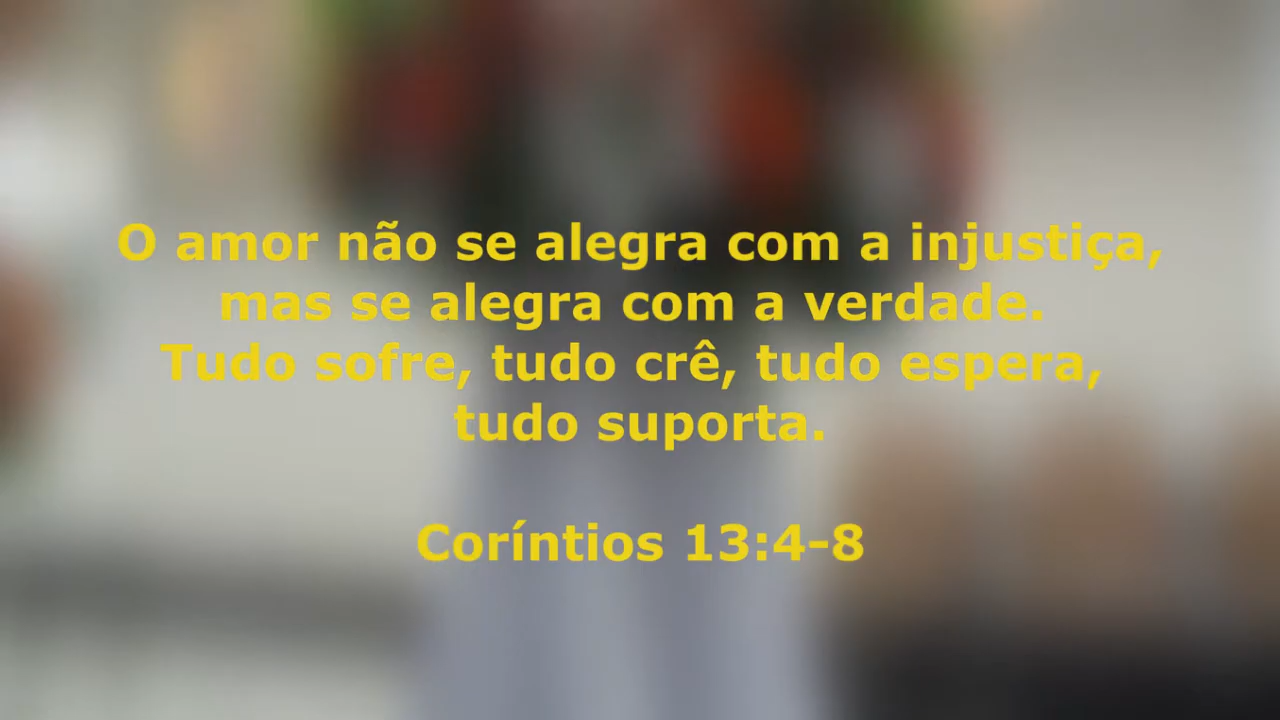 O amor não se alegra com a injustiça,
mas se alegra com a verdade.
Tudo sofre, tudo crê, tudo espera,
tudo suporta.
Coríntios 13:4-8